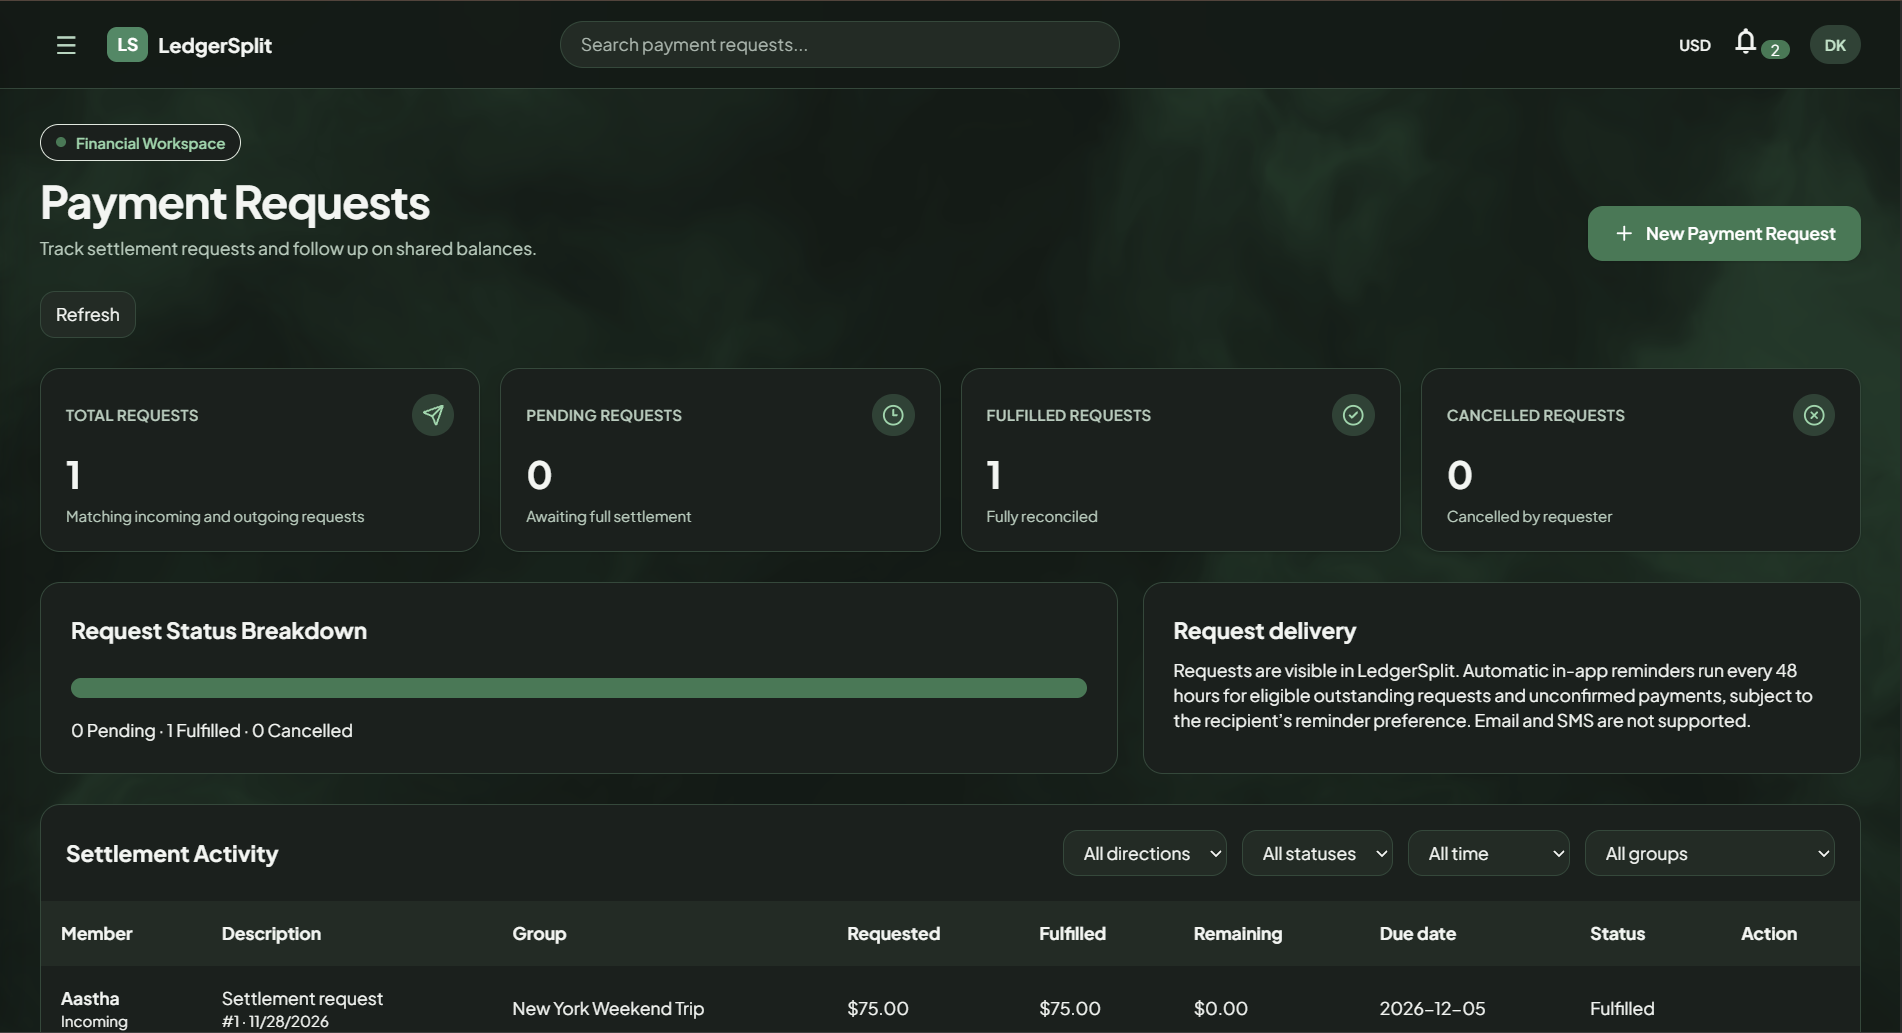 ☰ LS LedgerSplit Search payment requests... USD 2 DK
Financial Workspace
Payment Requests
Track settlement requests and follow up on shared balances.
+ New Payment Request
Refresh
TOTAL REQUESTS
1
Matching incoming and outgoing requests
PENDING REQUESTS
0
Awaiting full settlement
FULFILLED REQUESTS
1
Fully reconciled
CANCELLED REQUESTS
0
Cancelled by requester
Request Status Breakdown
0 Pending · 1 Fulfilled · 0 Cancelled
Request delivery
Requests are visible in LedgerSplit. Automatic in-app reminders run every 48
hours for eligible outstanding requests and unconfirmed payments, subject to
the recipient’s reminder preference. Email and SMS are not supported.
Settlement Activity All directions All statuses All time All groups
Member Description Group Requested Fulfilled Remaining Due date Status Action
Aastha Settlement request New York Weekend Trip $75.00 $75.00 $0.00 2026-12-05 Fulfilled
Incoming #1 · 11/28/2026